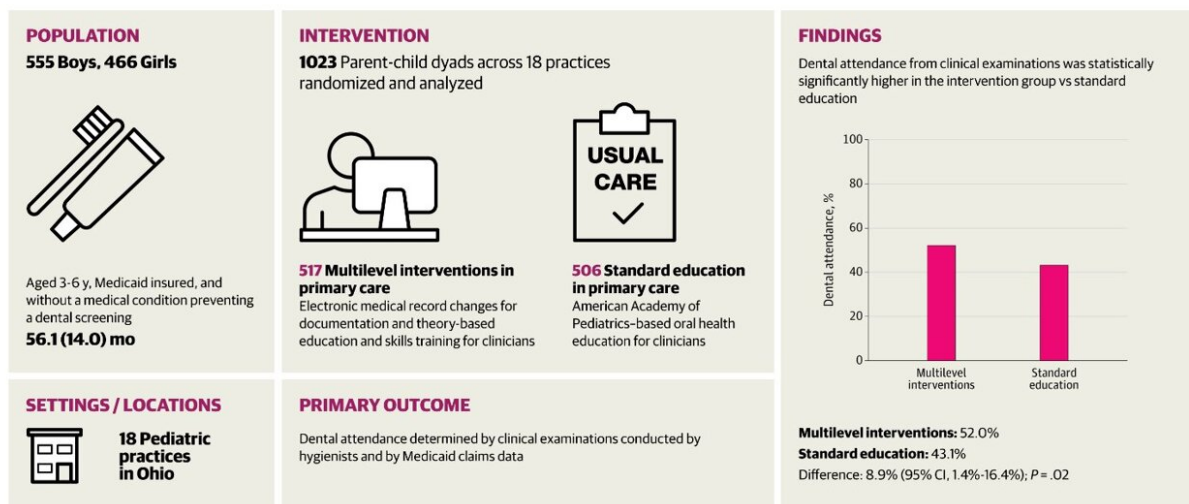 POPULATION
555 Boys, 466 Girls
Aged 3-6 y, Medicaid insured, and
without a medical condition preventing
a dental screening
56.1 (14.0) mo
INTERVENTION
1023 Parent-child dyads across 18 practices
randomized and analyzed
517 Multilevel interventions in
primary care
Electronic medical record changes for
documentation and theory-based
education and skills training for clinicians
USUAL
CARE
506 Standard education
in primary care
American Academy of
Pediatrics–based oral health
education for clinicians
SETTINGS / LOCATIONS
18 Pediatric
practices
in Ohio
PRIMARY OUTCOME
Dental attendance determined by clinical examinations conducted by
hygienists and by Medicaid claims data
FINDINGS
Dental attendance from clinical examinations was statistically
significantly higher in the intervention group vs standard
education
Dental attendance, %
100
80
60
40
20
0
Multilevel
interventions
Standard
education
Multilevel interventions: 52.0%
Standard education: 43.1%
Difference: 8.9% (95% CI, 1.4%-16.4%); P = .02